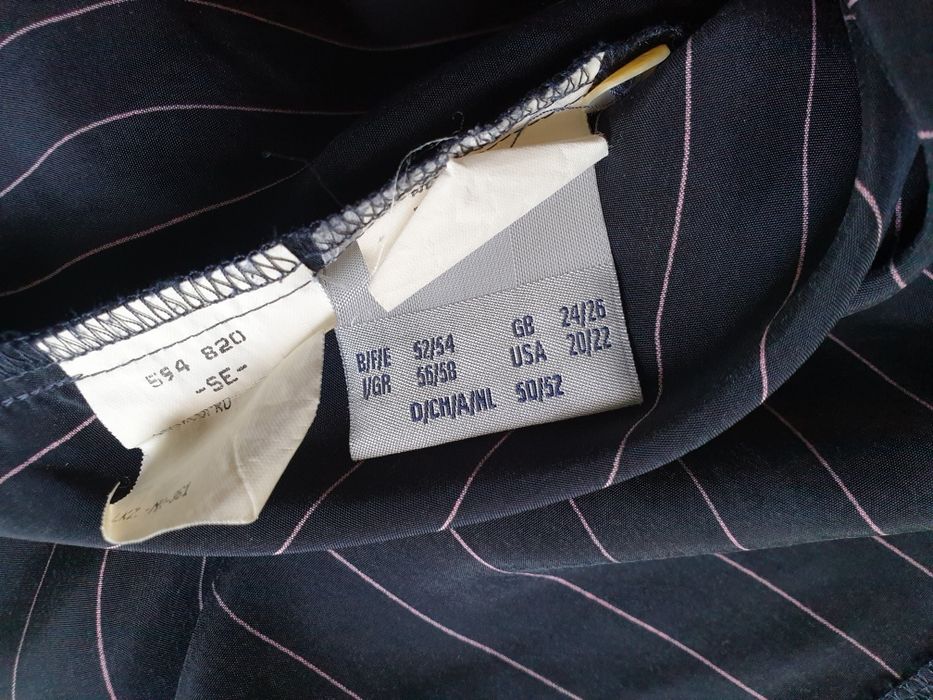 594 820
-SE-
B/F/E 52/54 GB 24/26
I/GR 56/58 USA 20/22
D/CH/A/NL 50/52